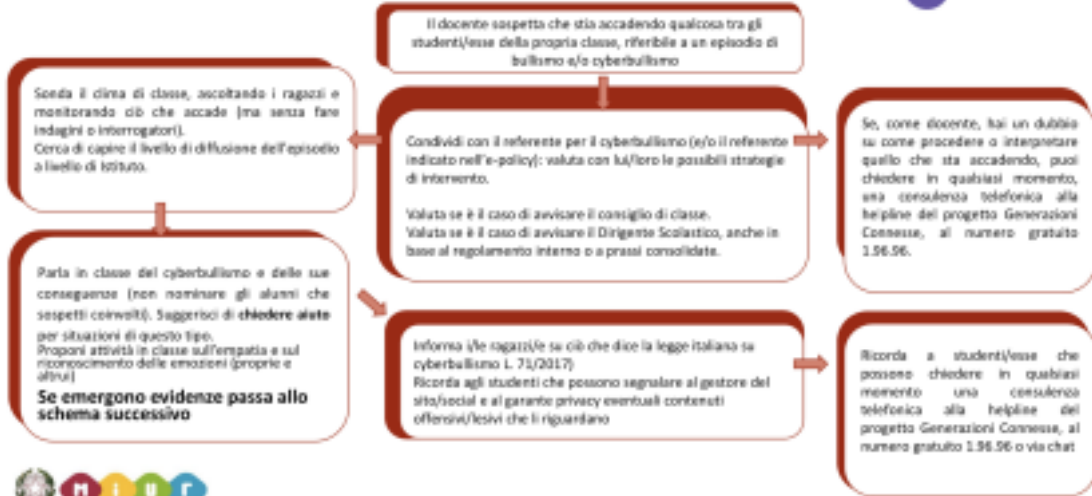 Il docente sospetta che stia accadendo qualcosa tra gli
studenti/esse della propria classe, riferibile a un episodio di
bullismo e/o cyberbullismo
Sonda il clima di classe, ascoltando i ragazzi e
monitorando ciò che accade (ma senza fare
indagini o interrogatori).
Cerca di capire il livello di diffusione dell'episodio
a livello di Istituto.
Condividi con il referente per il cyberbullismo (e/o il referente
indicato nell'e-policy): valuta con lui/loro le possibili strategie
di intervento.
Valuta se è il caso di avvisare il consiglio di classe.
Valuta se è il caso di avvisare il Dirigente Scolastico, anche in
base al regolamento interno o a prassi consolidate.
Se, come docente, hai un dubbio
su come procedere o interpretare
quello che sta accadendo, puoi
chiedere in qualsiasi momento,
una consulenza telefonica alla
helpline del progetto Generazioni
Connesse, al numero gratuito
1.96.96.
Parla in classe del cyberbullismo e delle sue
conseguenze (non nominare gli alunni che
sospetti coinvolti). Suggerisci di chiedere aiuto
per situazioni di questo tipo.
Proponi attività in classe sull'empatia e sul
riconoscimento delle emozioni (proprie e
altrui)
Se emergono evidenze passa allo
schema successivo
Informa i/le ragazzi/e su ciò che dice la legge italiana su
cyberbullismo L. 71/2017)
Ricorda agli studenti che possono segnalare al gestore del
sito/social e al garante privacy eventuali contenuti
offensivi/lesivi che li riguardano
Ricorda a studenti/esse che
possono chiedere in qualsiasi
momento una consulenza
telefonica alla helpline del
progetto Generazioni Connesse, al
numero gratuito 1.96.96 o via chat
MIUR